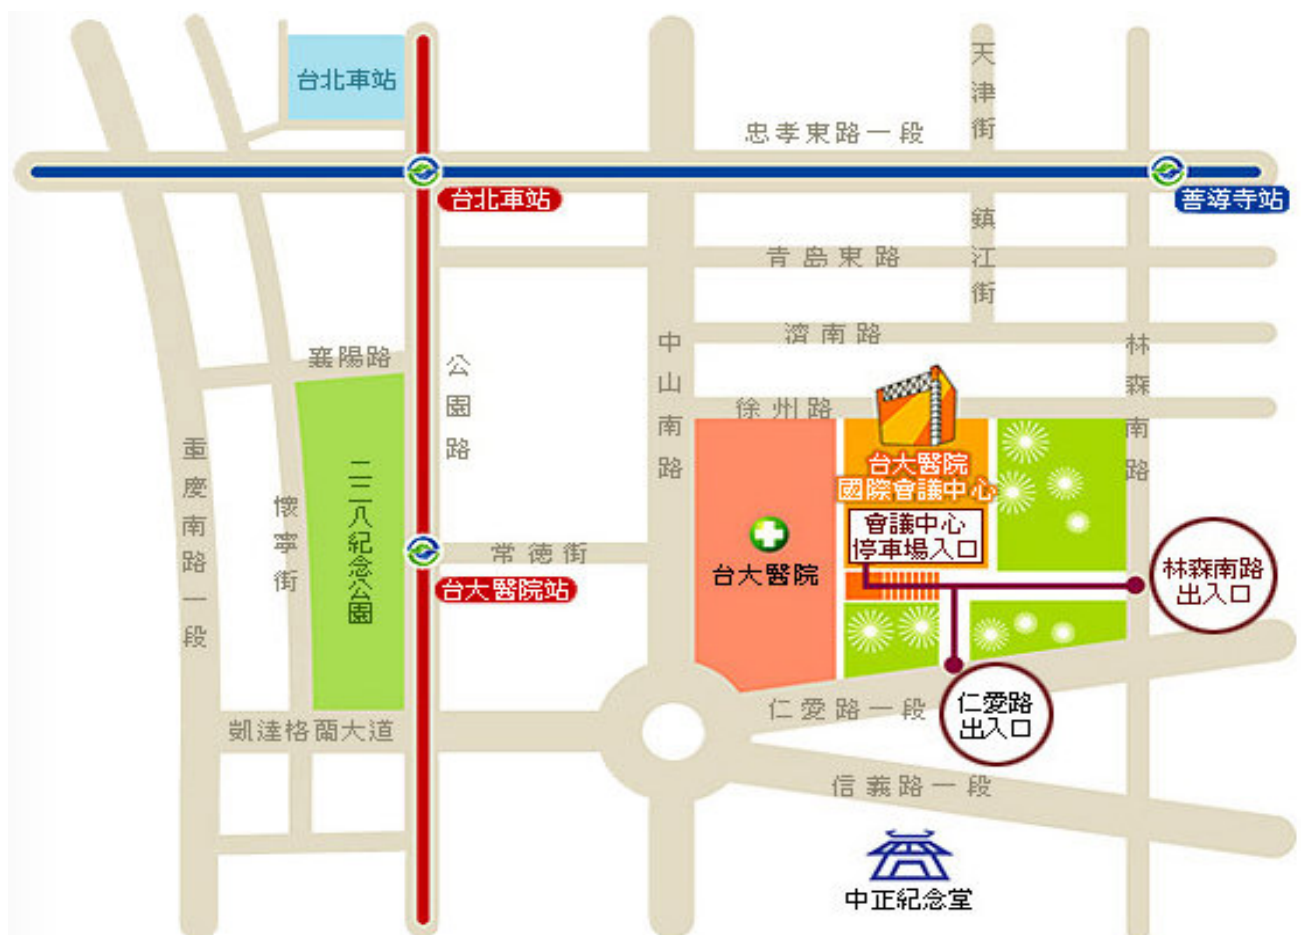 台北車站
天津街
忠孝東路一段
台北車站
善導寺站
鎮江街
青島東路
濟南路
中山南路
林森南路
襄陽路
公園路
徐州路
台大醫院
國際會議中心
重慶南路一段
二二八紀念公園
懷寧街
會議中心
停車場入口
常德街
台大醫院
台大醫院站
林森南路
出入口
仁愛路一段
仁愛路
出入口
凱達格蘭大道
信義路一段
中正紀念堂